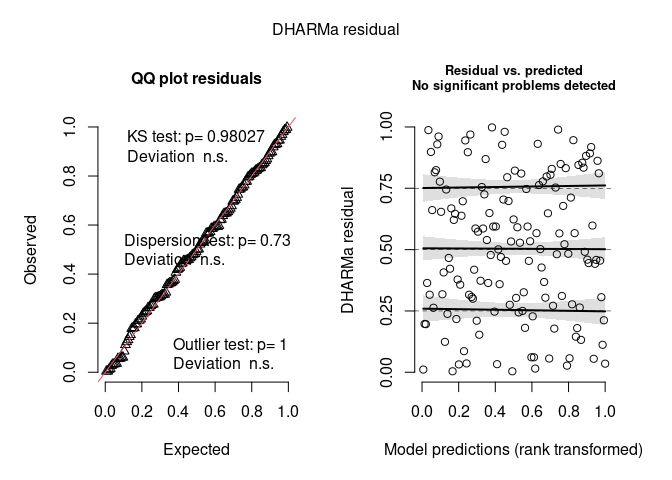 DHARMa residual
QQ plot residuals
KS test: p= 0.98027
Deviation n.s.
Dispersion test: p= 0.73
Deviation n.s.
Outlier test: p= 1
Deviation n.s.
Observed
0.0 0.2 0.4 0.6 0.8 1.0
0.0 0.2 0.4 0.6 0.8 1.0
Expected
Residual vs. predicted
No significant problems detected
DHARMa residual
0.00 0.25 0.50 0.75 1.00
0.0 0.2 0.4 0.6 0.8 1.0
Model predictions (rank transformed)